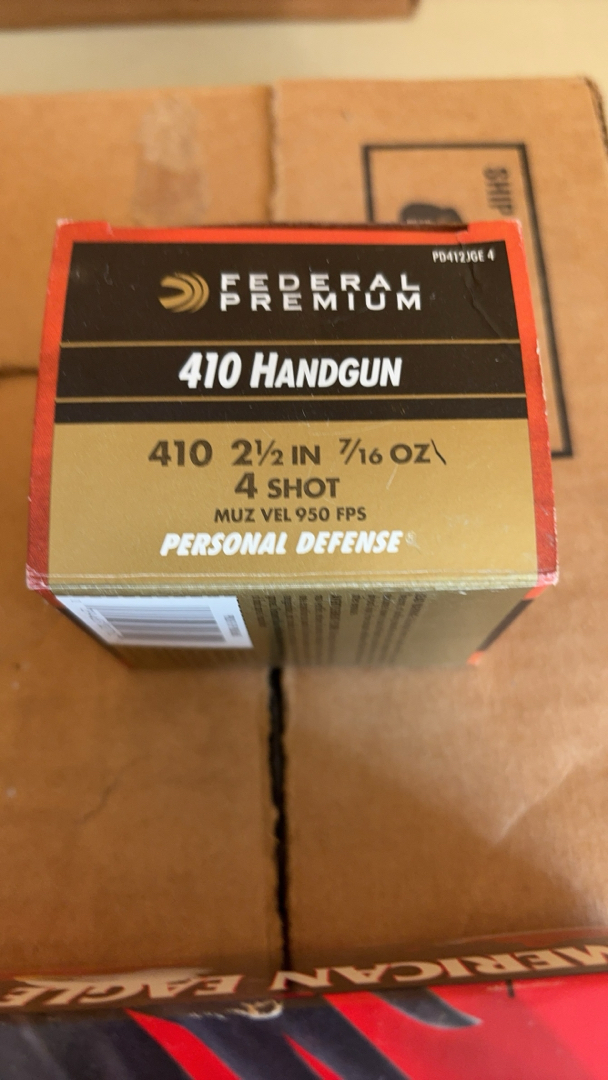 SHIP
PD412JGE 4
FEDERAL
PREMIUM
410 HANDGUN
410 2½ IN 7/16 OZ
4 SHOT
MUZ VEL 950 FPS
PERSONAL DEFENSE
AMERICAN EAGLE